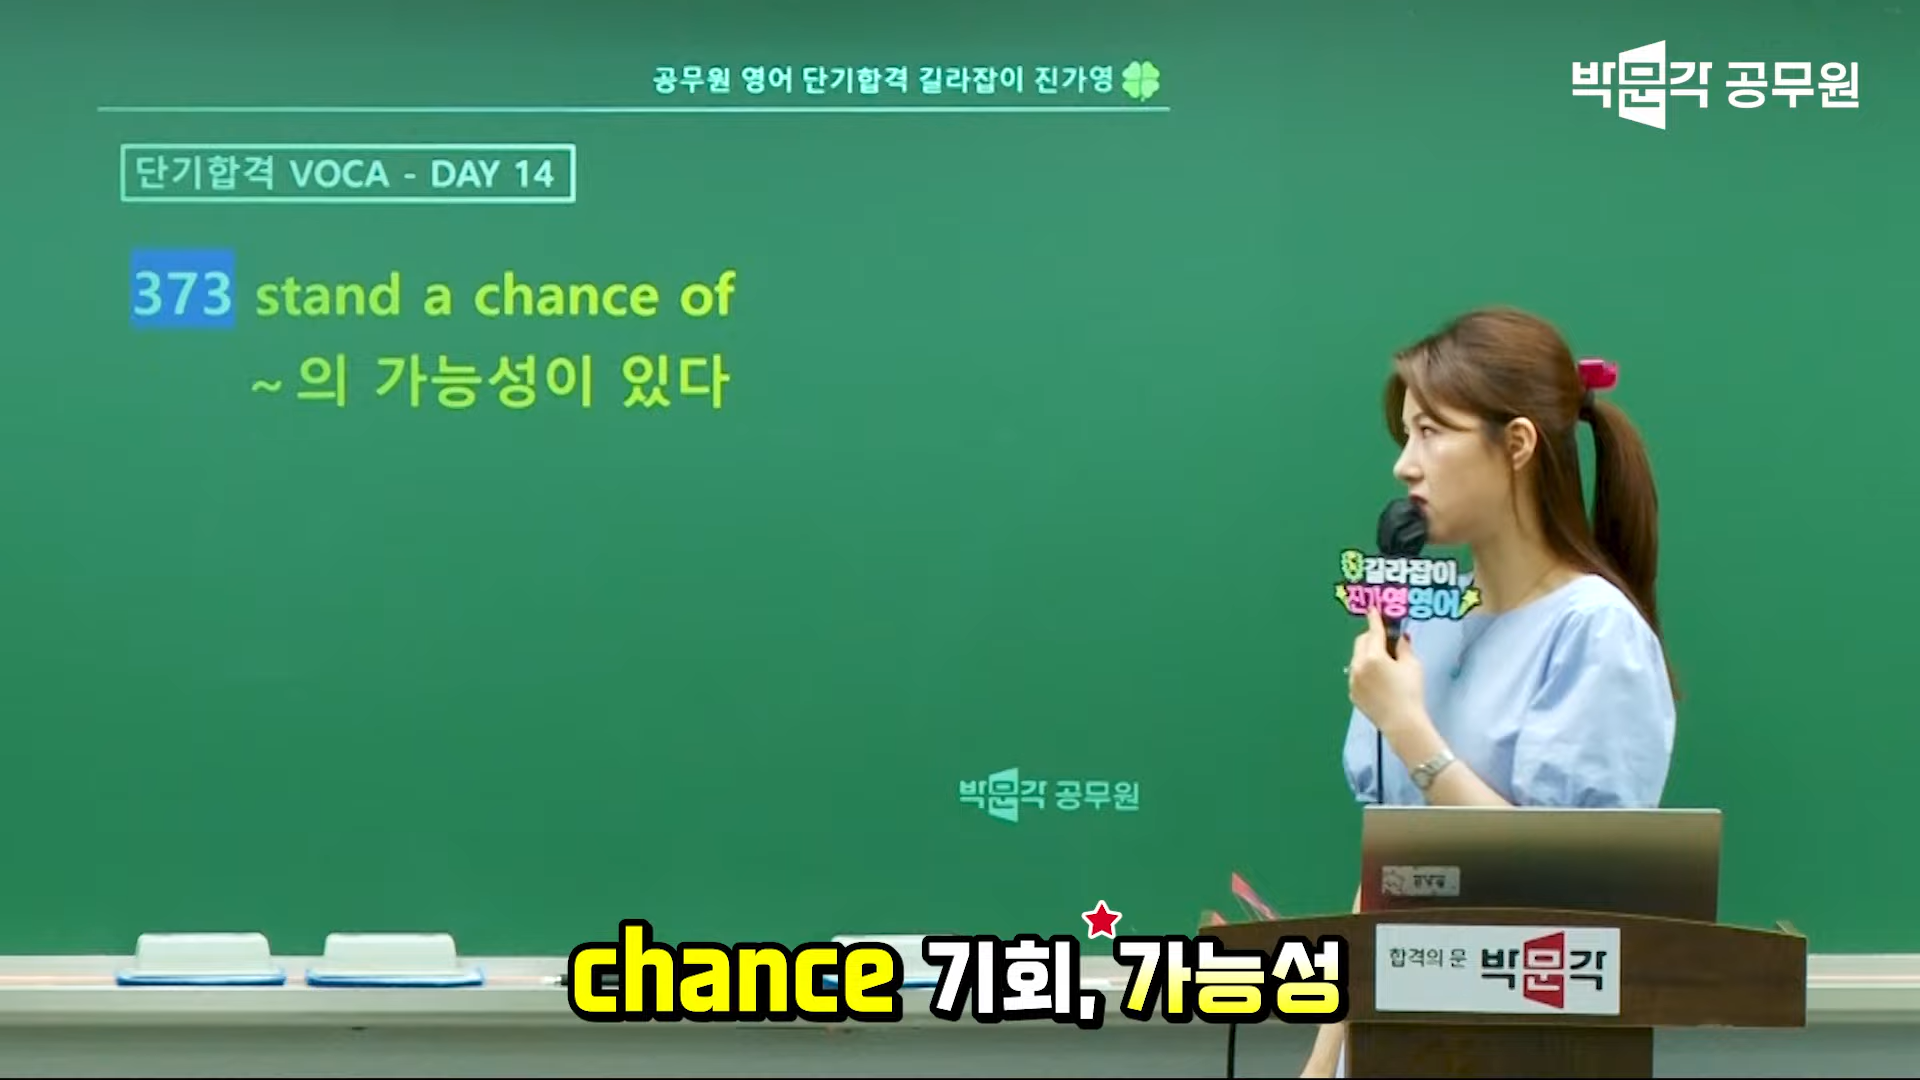 공무원 영어 단기합격 길라잡이 진가영
박문각 공무원
단기합격 VOCA - DAY 14
373 stand a chance of
~의 가능성이 있다
길라잡이
진가영영어
박문각 공무원
합격의 문 박문각
chance 기회, 가능성